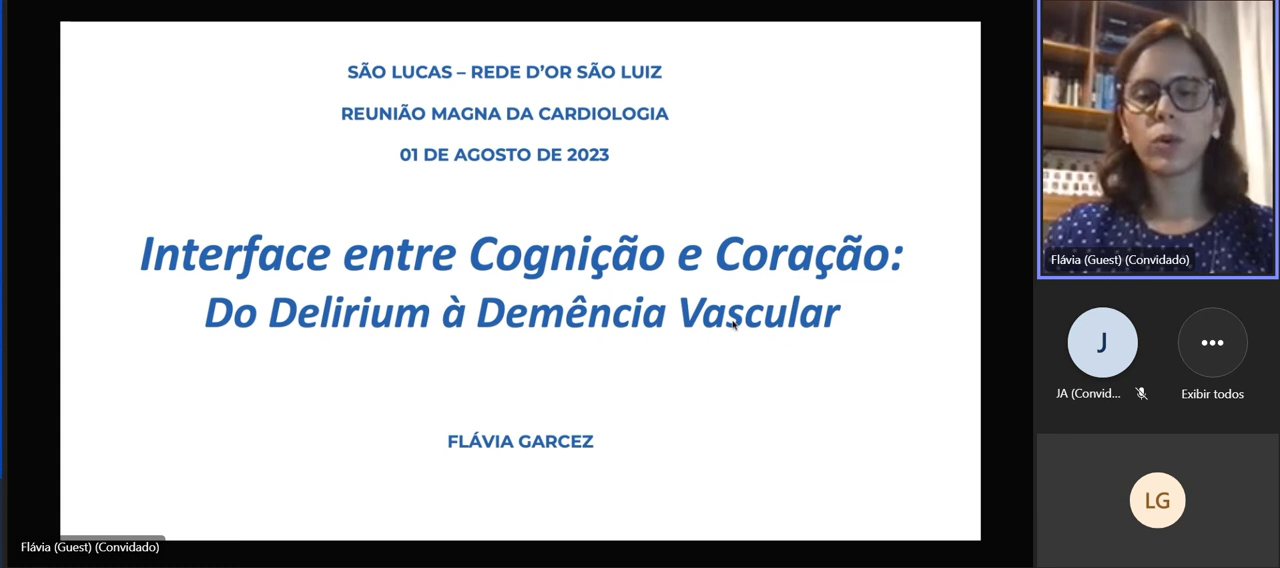 SÃO LUCAS – REDE D’OR SÃO LUIZ
REUNIÃO MAGNA DA CARDIOLOGIA
01 DE AGOSTO DE 2023
Interface entre Cognição e Coração:
Do Delirium à Demência Vascular
FLÁVIA GARCEZ
Flávia (Guest) (Convidado)
Flávia (Guest) (Convidado)
J
JA (Convid...
Exibir todos
LG